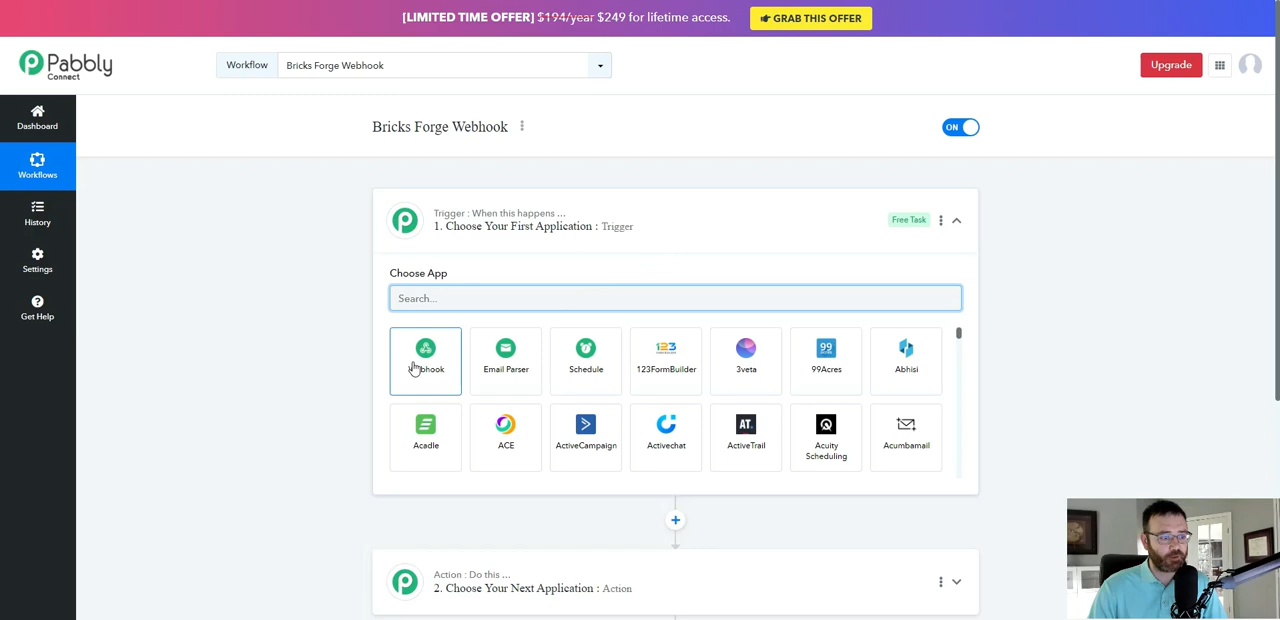 [LIMITED TIME OFFER] $194/year $249 for lifetime access.
GRAB THIS OFFER
Pabbly
Connect
Workflow
Bricks Forge Webhook
Upgrade
Dashboard
Workflows
History
Settings
Get Help
Bricks Forge Webhook
ON
Trigger : When this happens ...
1. Choose Your First Application : Trigger
Free Task
Choose App
Search...
Webhook
Email Parser
Schedule
123FormBuilder
3veta
99
99Acres
Abhisi
Acadle
ACE
ActiveCampaign
Activechat
AT
ActiveTrail
Acuity
Scheduling
Acumbamail
Action : Do this ...
2. Choose Your Next Application : Action